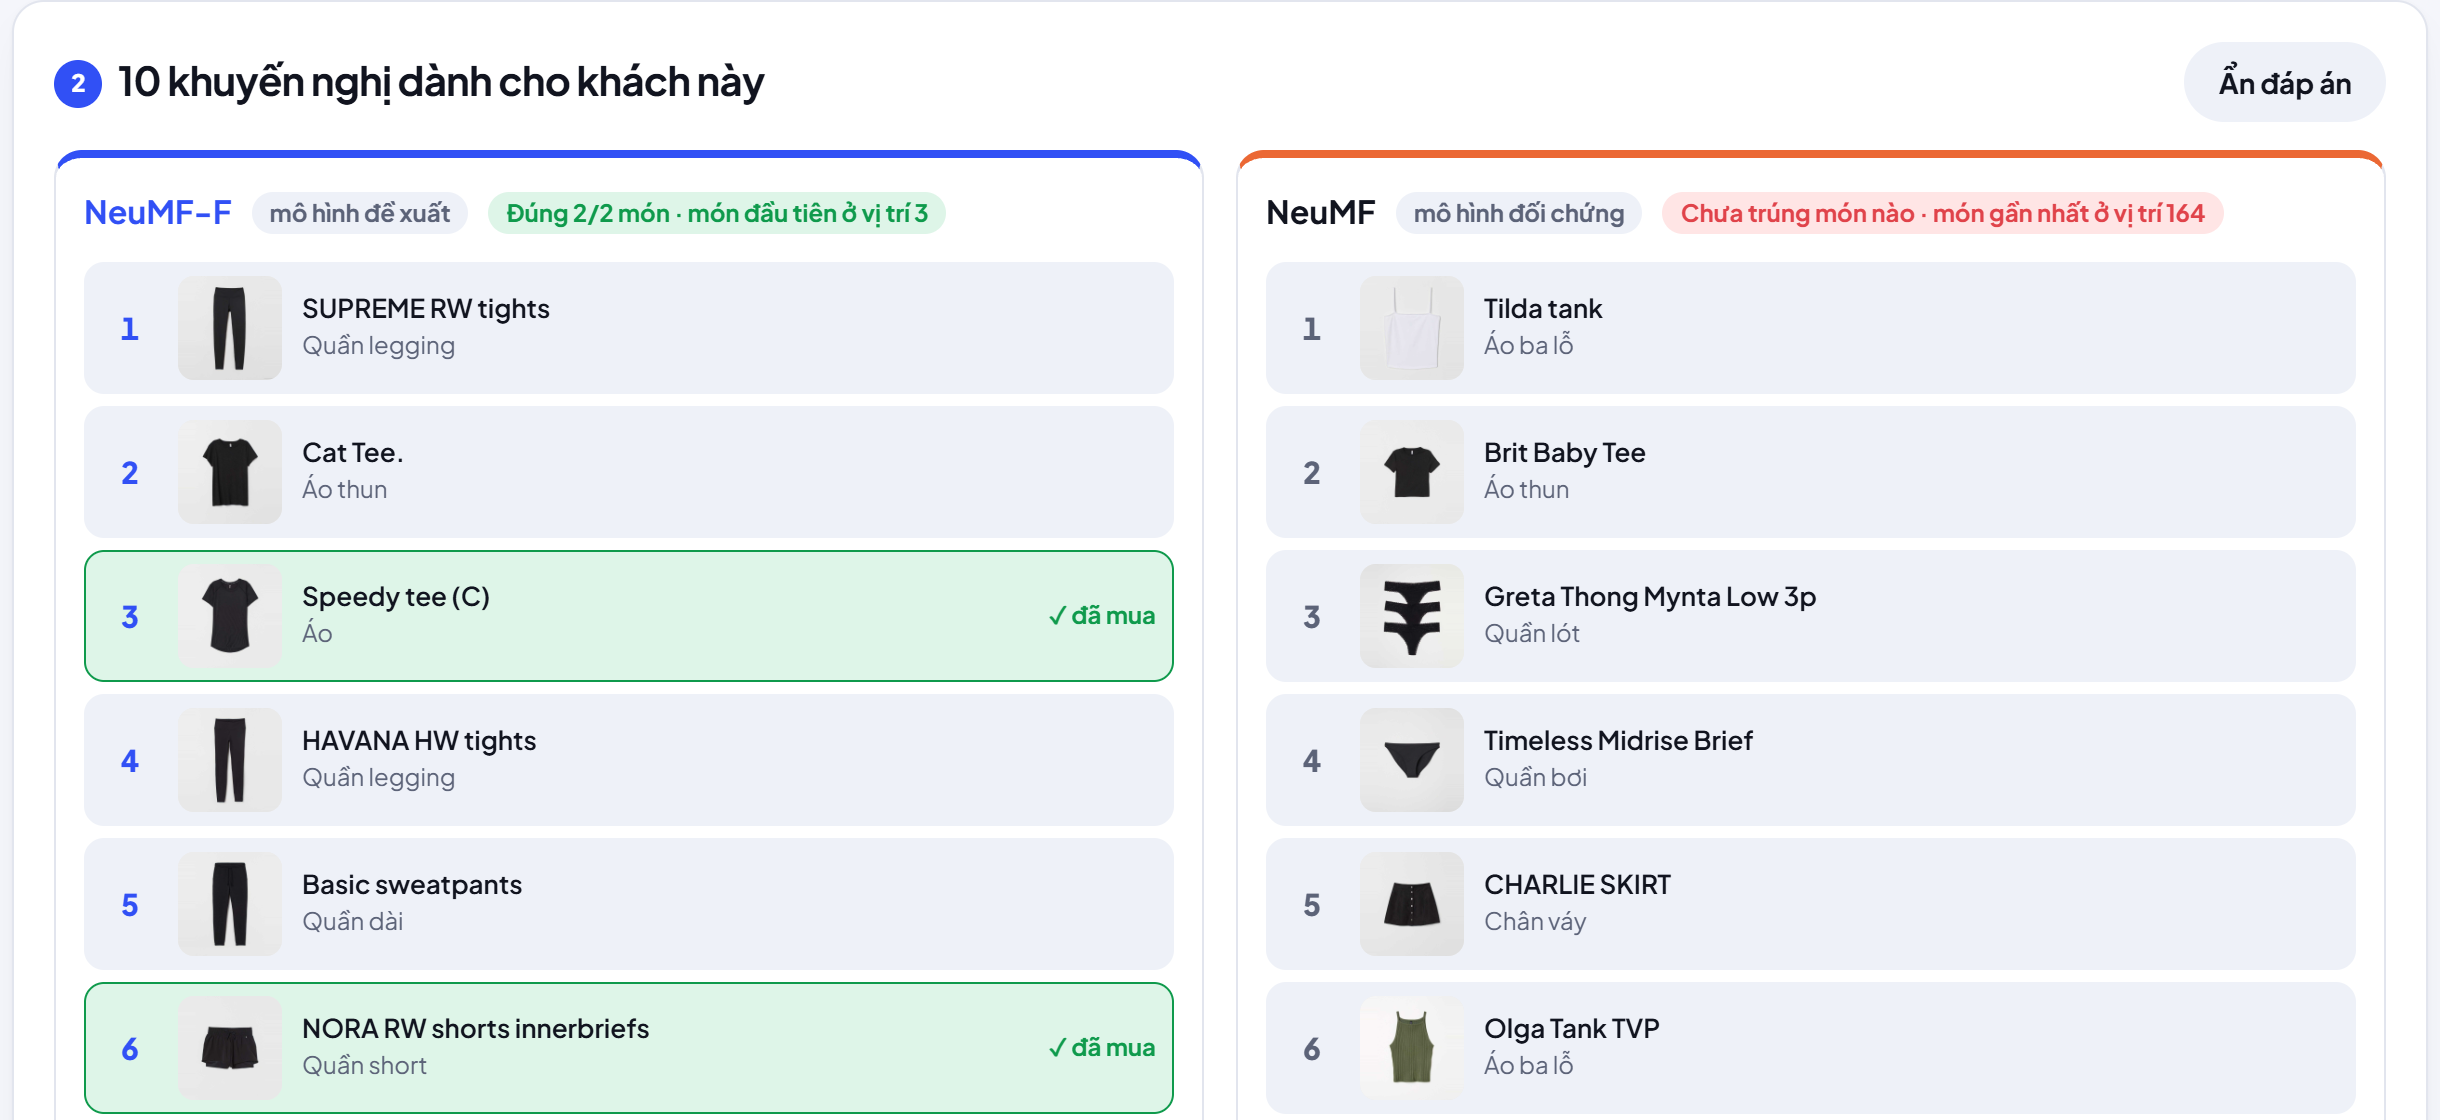 2 10 khuyến nghị dành cho khách này
Ẩn đáp án
NeuMF-F mô hình đề xuất Đúng 2/2 món · món đầu tiên ở vị trí 3
1 SUPREME RW tights
Quần legging
2 Cat Tee.
Áo thun
3 Speedy tee (C)
Áo
✓ đã mua
4 HAVANA HW tights
Quần legging
5 Basic sweatpants
Quần dài
6 NORA RW shorts innerbriefs
Quần short
✓ đã mua
NeuMF mô hình đối chứng Chưa trúng món nào · món gần nhất ở vị trí 164
1 Tilda tank
Áo ba lỗ
2 Brit Baby Tee
Áo thun
3 Greta Thong Mynta Low 3p
Quần lót
4 Timeless Midrise Brief
Quần bơi
5 CHARLIE SKIRT
Chân váy
6 Olga Tank TVP
Áo ba lỗ